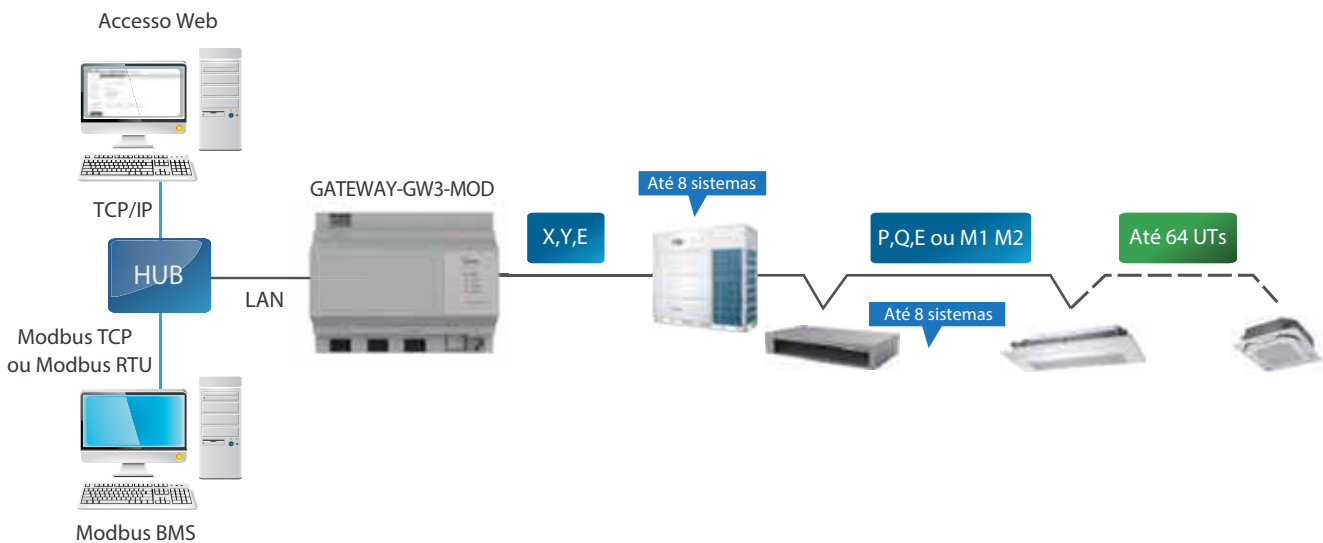 Accesso Web
TCP/IP
HUB
LAN
Modbus TCP
ou Modbus RTU
Modbus BMS
GATEWAY-GW3-MOD
X,Y,E
Até 8 sistemas
P,Q,E ou M1 M2
Até 8 sistemas
Até 64 UTs